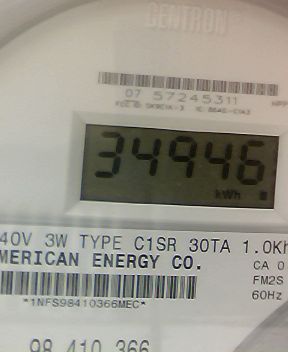 CENTRON
07 57245311
34946
kWh
40V 3W TYPE C1SR 30TA 1.0Kh
MERICAN ENERGY CO.
CA 0
FM2S
60Hz
*1NFS98410366MEC*
98 410 366